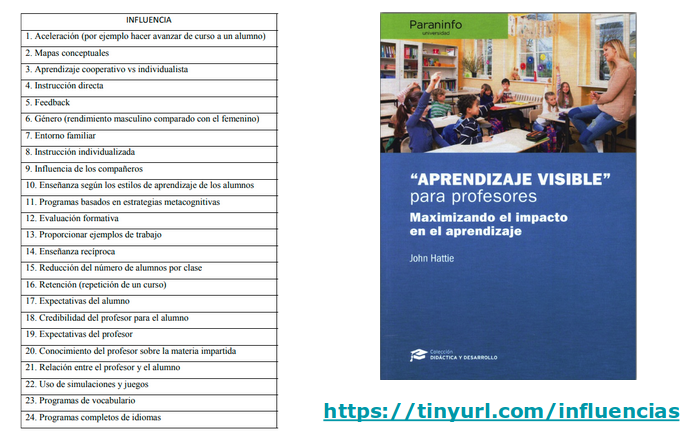 INFLUENCIA
1. Aceleración (por ejemplo hacer avanzar de curso a un alumno)
2. Mapas conceptuales
3. Aprendizaje cooperativo vs individualista
4. Instrucción directa
5. Feedback
6. Género (rendimiento masculino comparado con el femenino)
7. Entorno familiar
8. Instrucción individualizada
9. Influencia de los compañeros
10. Enseñanza según los estilos de aprendizaje de los alumnos
11. Programas basados en estrategias metacognitivas
12. Evaluación formativa
13. Proporcionar ejemplos de trabajo
14. Enseñanza recíproca
15. Reducción del número de alumnos por clase
16. Retención (repetición de un curso)
17. Expectativas del alumno
18. Credibilidad del profesor para el alumno
19. Expectativas del profesor
20. Conocimiento del profesor sobre la materia impartida
21. Relación entre el profesor y el alumno
22. Uso de simulaciones y juegos
23. Programas de vocabulario
24. Programas completos de idiomas
Paraninfo
universidad
“APRENDIZAJE VISIBLE”
para profesores
Maximizando el impacto
en el aprendizaje
John Hattie
Colección
DIDÁCTICA Y DESARROLLO
https://tinyurl.com/influencias